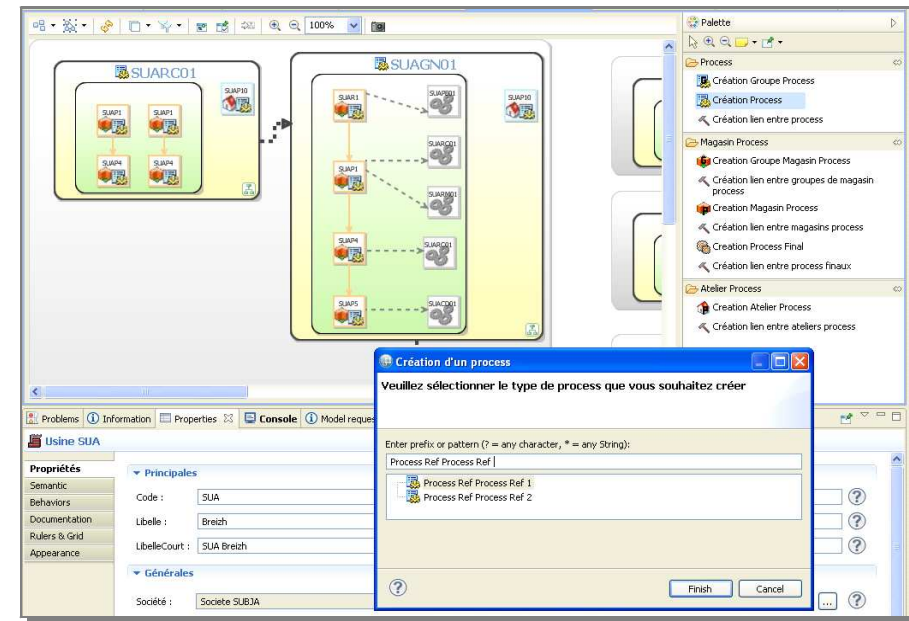 100%
Palette
Process
Création Groupe Process
Création Process
Création lien entre process
Magasin Process
Creation Groupe Magasin Process
Création lien entre groupes de magasin
process
Creation Magasin Process
Création lien entre magasins process
Creation Process Final
Création lien entre process finaux
Atelier Process
Creation Atelier Process
Création lien entre ateliers process
SUARC01
SUAP10
SUAP1
SUAP1
SUAP4
SUAP4
SUAGN01
SUAR1
SUAPE01
SUAP10
SUARC01
SUAP1
SUAP4
SUARC01
SUAP5
SUACD01
Création d'un process
Veuillez sélectionner le type de process que vous souhaitez créer
Enter prefix or pattern (? = any character, * = any String):
Process Ref Process Ref
Process Ref Process Ref 1
Process Ref Process Ref 2
Finish
Cancel
Problems
Information
Properties
Console
Model reques
Usine SUA
Propriétés
Semantic
Behaviors
Documentation
Rulers & Grid
Appearance
Principales
Code :
SUA
Libelle :
Breizh
LibelleCourt :
SUA Breizh
Générales
Société :
Societe SUBJA
...